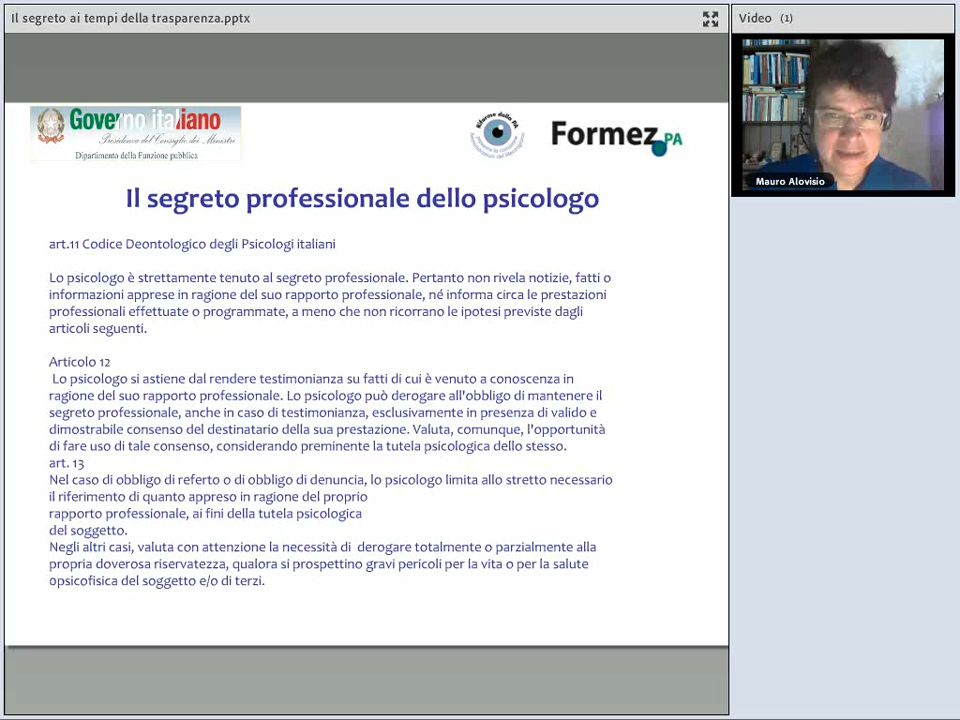 Il segreto ai tempi della trasparenza.pptx
Video (1)
Mauro Alovisio
Governo italiano
Presidenza del Consiglio dei Ministri
Dipartimento della Funzione pubblica
Riforme della PA
Formez PA
Il segreto professionale dello psicologo
art.11 Codice Deontologico degli Psicologi italiani
Lo psicologo è strettamente tenuto al segreto professionale. Pertanto non rivela notizie, fatti o
informazioni apprese in ragione del suo rapporto professionale, né informa circa le prestazioni
professionali effettuate o programmate, a meno che non ricorrano le ipotesi previste dagli
articoli seguenti.
Articolo 12
Lo psicologo si astiene dal rendere testimonianza su fatti di cui è venuto a conoscenza in
ragione del suo rapporto professionale. Lo psicologo può derogare all'obbligo di mantenere il
segreto professionale, anche in caso di testimonianza, esclusivamente in presenza di valido e
dimostrabile consenso del destinatario della sua prestazione. Valuta, comunque, l'opportunità
di fare uso di tale consenso, considerando preminente la tutela psicologica dello stesso.
art. 13
Nel caso di obbligo di referto o di obbligo di denuncia, lo psicologo limita allo stretto necessario
il riferimento di quanto appreso in ragione del proprio
rapporto professionale, ai fini della tutela psicologica
del soggetto.
Negli altri casi, valuta con attenzione la necessità di derogare totalmente o parzialmente alla
propria doverosa riservatezza, qualora si prospettino gravi pericoli per la vita o per la salute
0psicofisica del soggetto e/o di terzi.